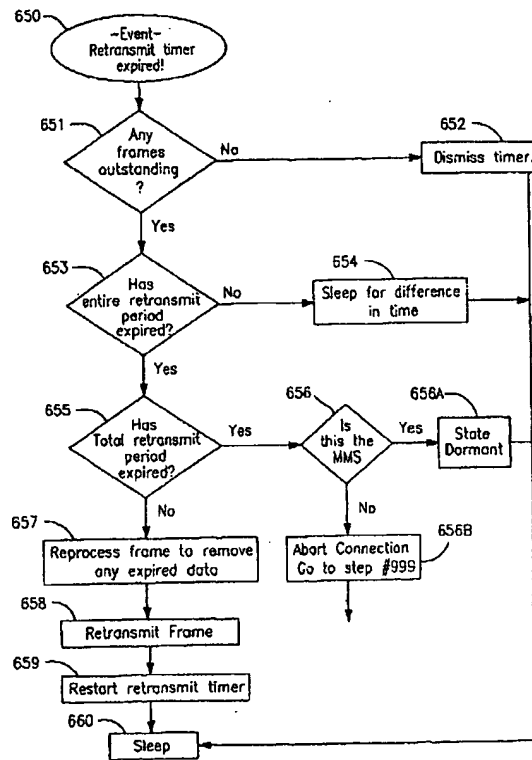 650
-Event-
Retransmit timer
expired!
651
Any
frames
outstanding
?
No
652
Dismiss timer.
Yes
653
Has
entire retransmit
period
expired?
No
654
Sleep for difference
in time
Yes
655
Has
Total retransmit
period
expired?
Yes
656
Is
this the
MMS
Yes
656A
State
Dormant
No
No
657
Reprocess frame to remove
any expired data
656B
Abort Connection
Go to step #999
658
Retransmit Frame
659
Restart retransmit timer
660
Sleep